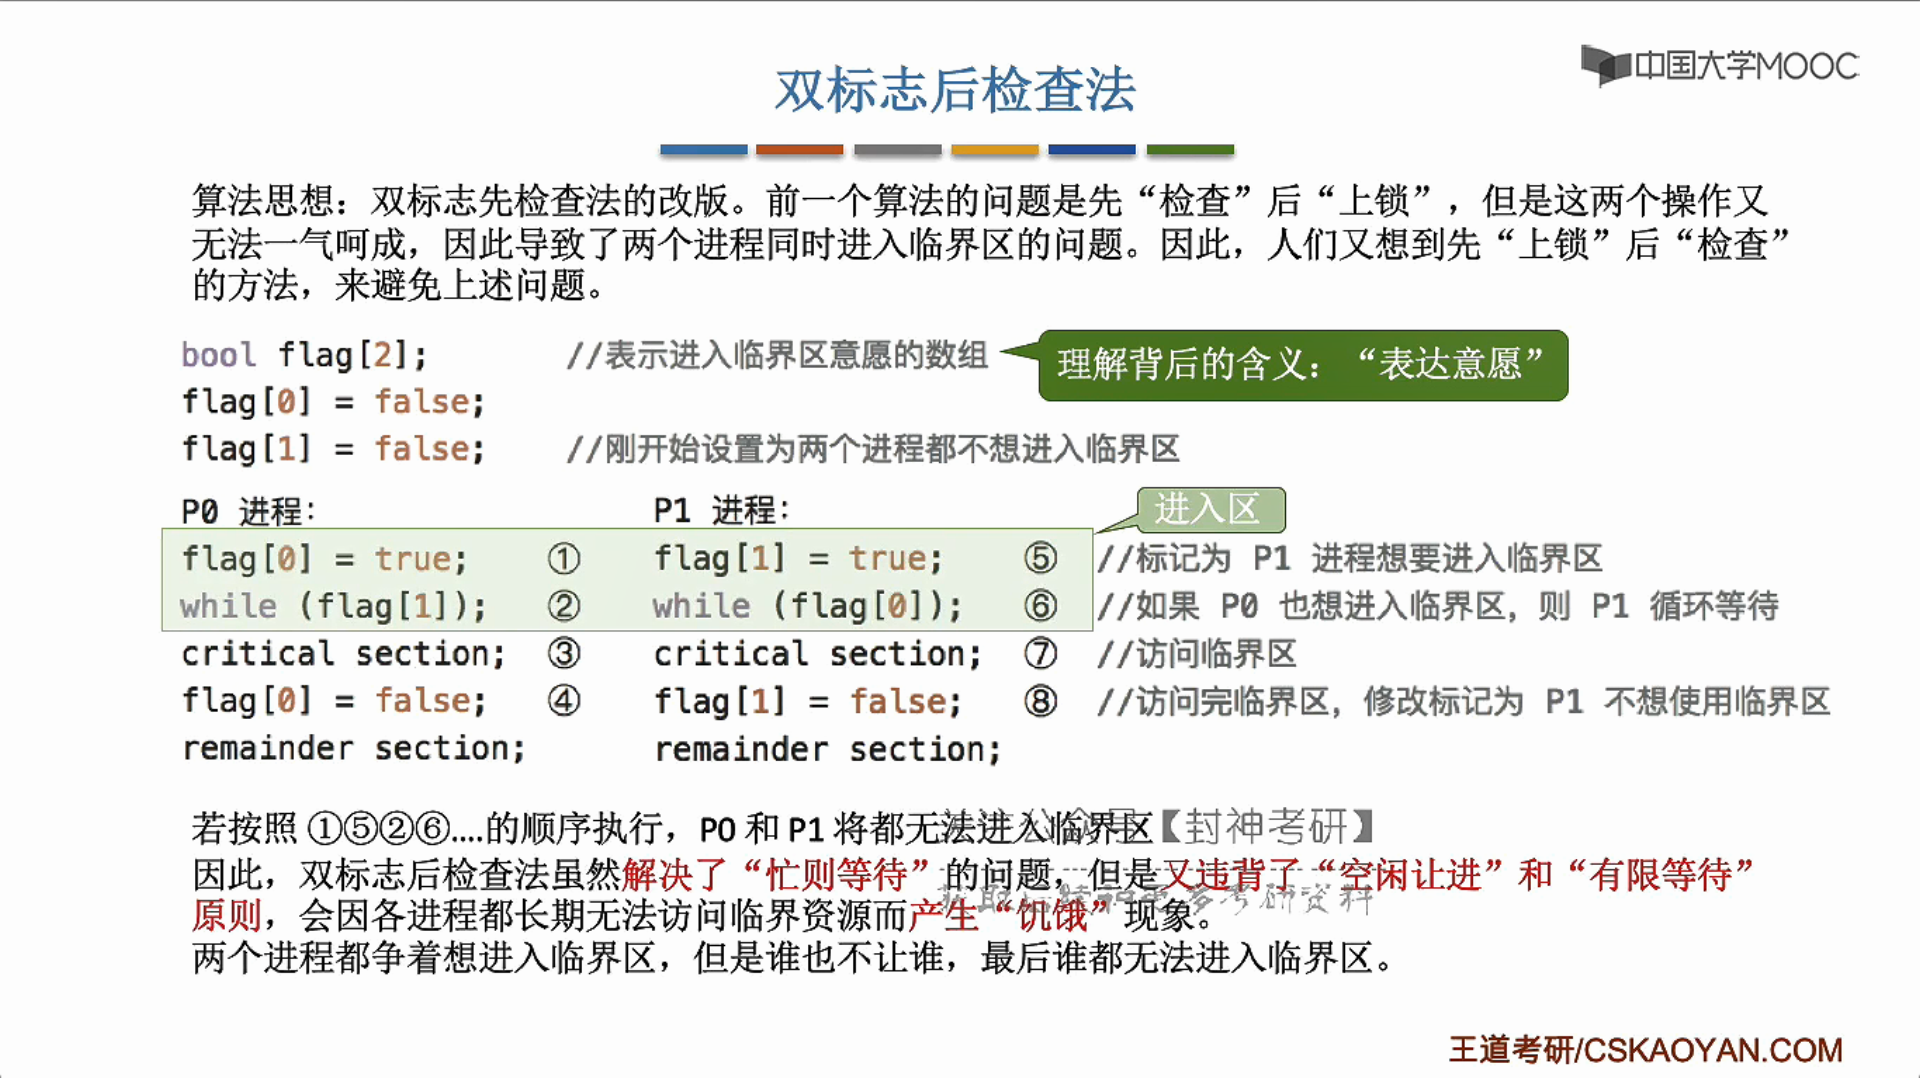 中国大学MOOC
双标志后检查法
算法思想：双标志先检查法的改版。前一个算法的问题是先“检查”后“上锁”，但是这两个操作又
无法一气呵成，因此导致了两个进程同时进入临界区的问题。因此，人们又想到先“上锁”后“检查”
的方法，来避免上述问题。
bool flag[2]; //表示进入临界区意愿的数组 理解背后的含义：“表达意愿”
flag[0] = false;
flag[1] = false; //刚开始设置为两个进程都不想进入临界区
P0 进程： P1 进程： 进入区
flag[0] = true; ① flag[1] = true; ⑤ //标记为 P1 进程想要进入临界区
while (flag[1]); ② while (flag[0]); ⑥ //如果 P0 也想进入临界区，则 P1 循环等待
critical section; ③ critical section; ⑦ //访问临界区
flag[0] = false; ④ flag[1] = false; ⑧ //访问完临界区，修改标记为 P1 不想使用临界区
remainder section; remainder section;
若按照 ①⑤②⑥....的顺序执行，P0 和 P1 将都无法进入临界区
【封神考研】
因此，双标志后检查法虽然解决了“忙则等待”的问题，但是又违背了“空闲让进”和“有限等待”
原则，会因各进程都长期无法访问临界资源而产生“饥饿”现象。
两个进程都争着想进入临界区，但是谁也不让谁，最后谁都无法进入临界区。
王道考研/CSKAOYAN.COM